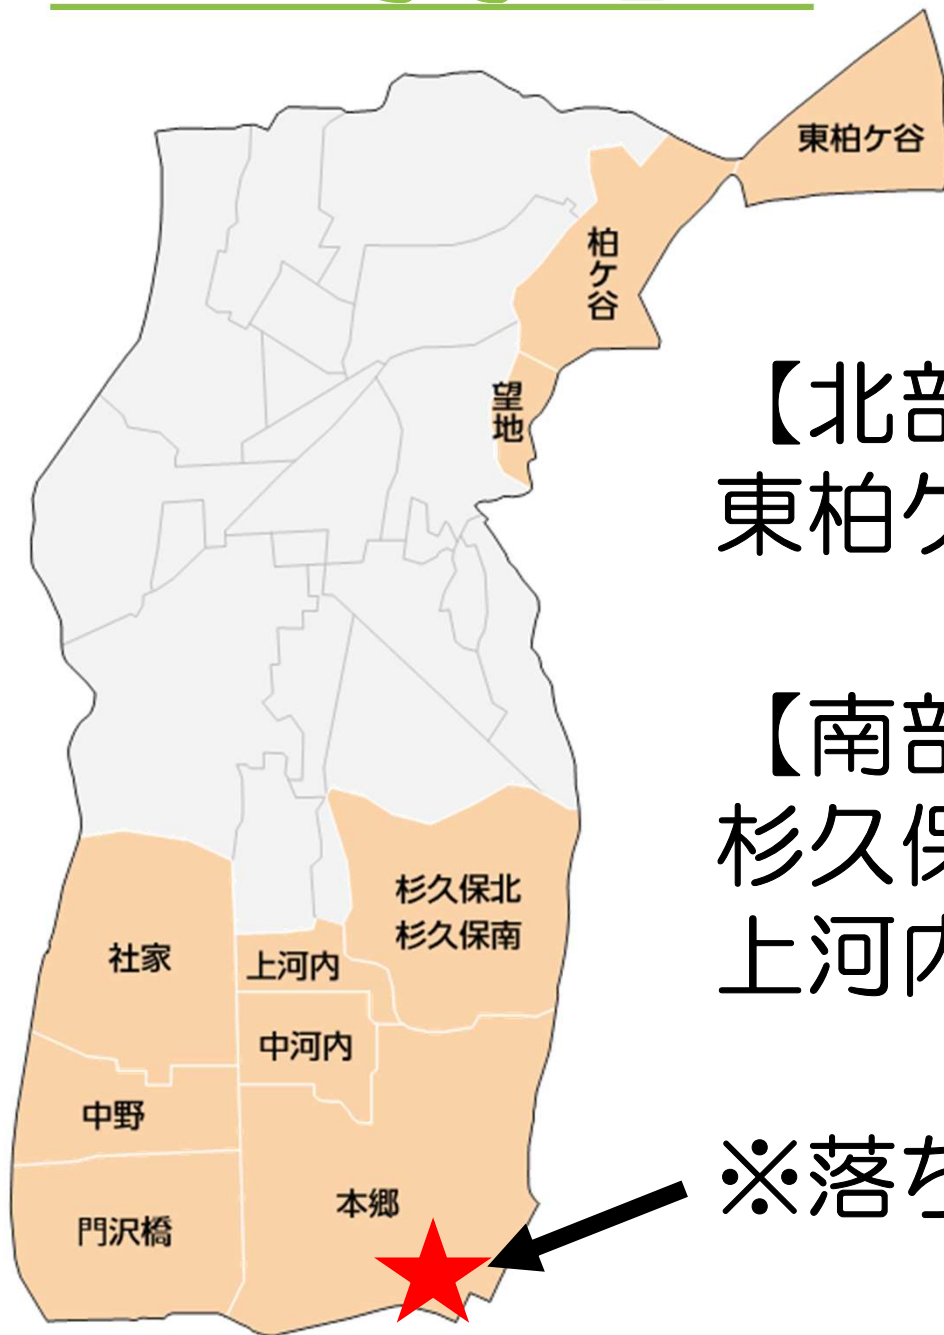 東柏ケ谷
柏ケ谷
望地
【北部
東柏ケ
【南部
杉久保
上河内
杉久保北
杉久保南
社家
上河内
中河内
中野
本郷
門沢橋
※落ち